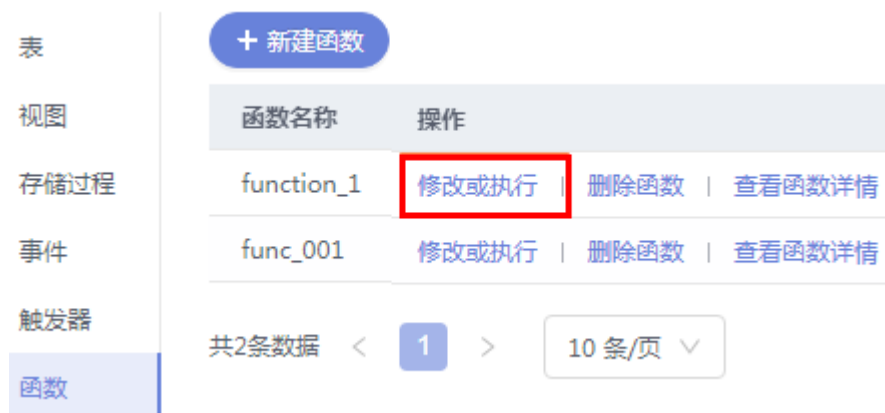 表
视图
存储过程
事件
触发器
函数
+ 新建函数
函数名称 操作
function_1 修改或执行 | 删除函数 | 查看函数详情
func_001 修改或执行 | 删除函数 | 查看函数详情
共2条数据 < 1 > 10 条/页